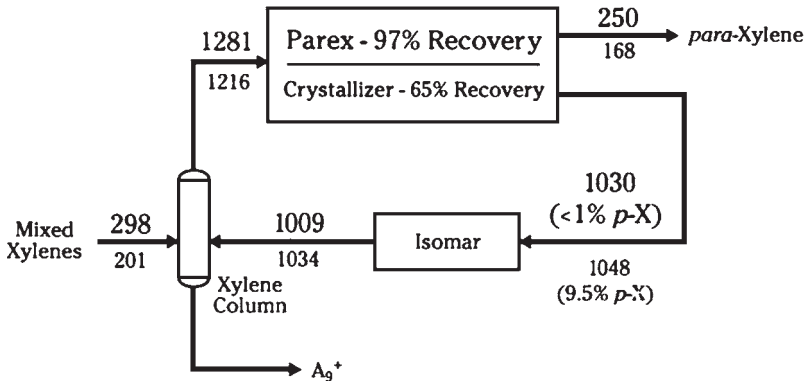 1281
1216
Parex - 97% Recovery
Crystallizer - 65% Recovery
250
168
para-Xylene
Mixed
Xylenes
298
201
1009
1034
Isomar
1030
(<1% p-X)
1048
(9.5% p-X)
Xylene
Column
A₉⁺